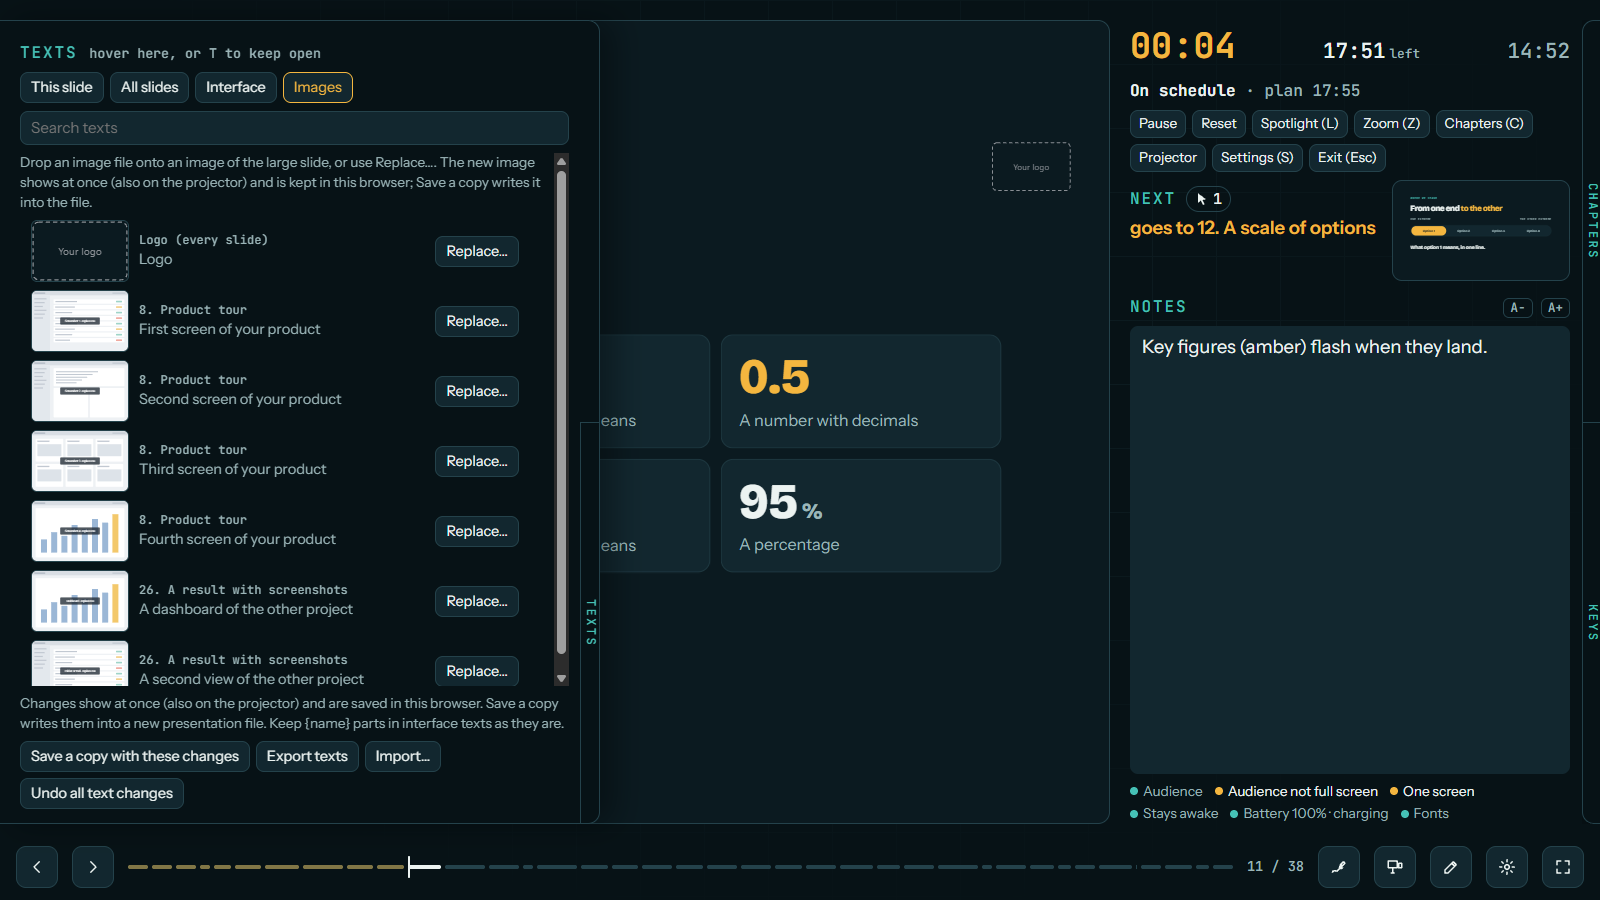 TEXTS hover here, or T to keep open
This slide
All slides
Interface
Images
Search texts
Drop an image file onto an image of the large slide, or use Replace.... The new image
shows at once (also on the projector) and is kept in this browser; Save a copy writes it
into the file.
Your logo
Logo (every slide)
Logo
Replace...
8. Product tour
First screen of your product
Replace...
8. Product tour
Second screen of your product
Replace...
8. Product tour
Third screen of your product
Replace...
8. Product tour
Fourth screen of your product
Replace...
26. A result with screenshots
A dashboard of the other project
Replace...
26. A result with screenshots
A second view of the other project
Replace...
Changes show at once (also on the projector) and are saved in this browser. Save a copy
writes them into a new presentation file. Keep {name} parts in interface texts as they are.
Save a copy with these changes
Export texts
Import...
Undo all text changes
TEXTS
Your logo
eans
0.5
A number with decimals
eans
95 %
A percentage
00:04
17:51 left
14:52
On schedule · plan 17:55
Pause
Reset
Spotlight (L)
Zoom (Z)
Chapters (C)
Projector
Settings (S)
Exit (Esc)
NEXT
1
goes to 12. A scale of options
From one end to the other
What option 1 means, in one line.
NOTES
A-
A+
Key figures (amber) flash when they land.
Audience
Audience not full screen
One screen
Stays awake
Battery 100% · charging
Fonts
CHAPTERS
KEYS
11 / 38